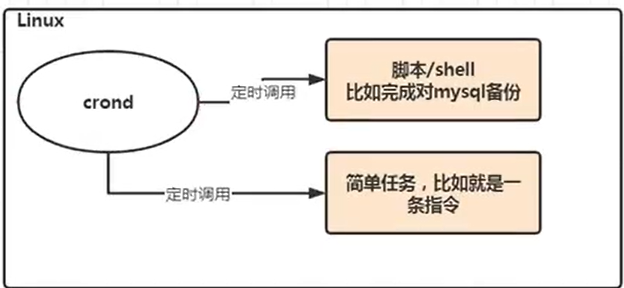 Linux
crond
定时调用
脚本/shell
比如完成对mysql备份
定时调用
简单任务，比如就是一
条指令